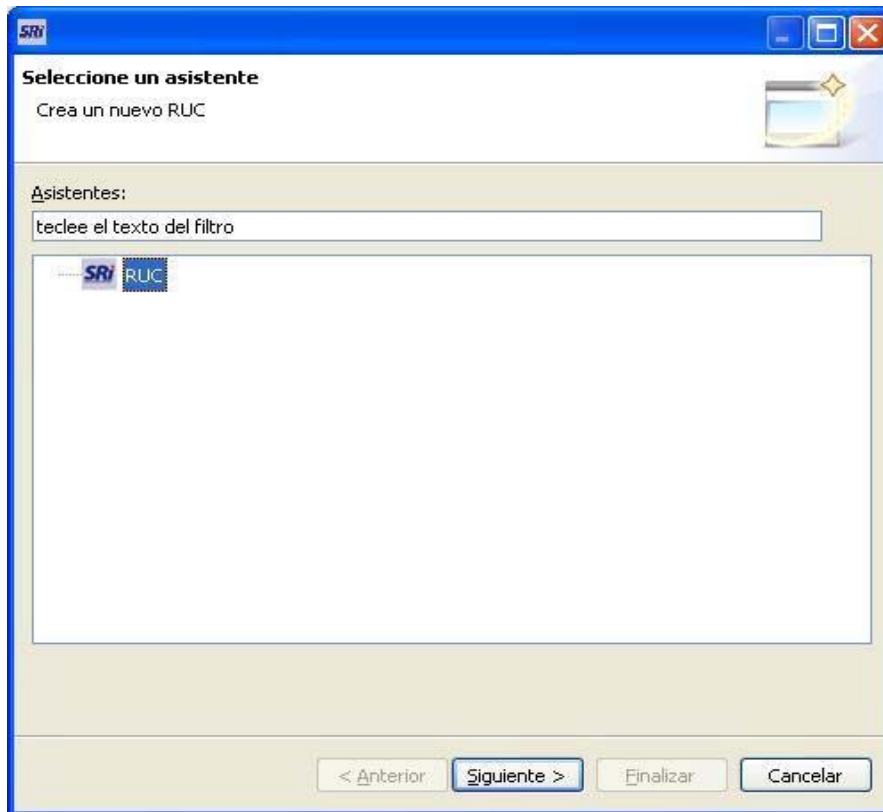 SRi
Seleccione un asistente
Crea un nuevo RUC
Asistentes:
teclee el texto del filtro
SRi RUC
< Anterior Siguiente > Finalizar Cancelar